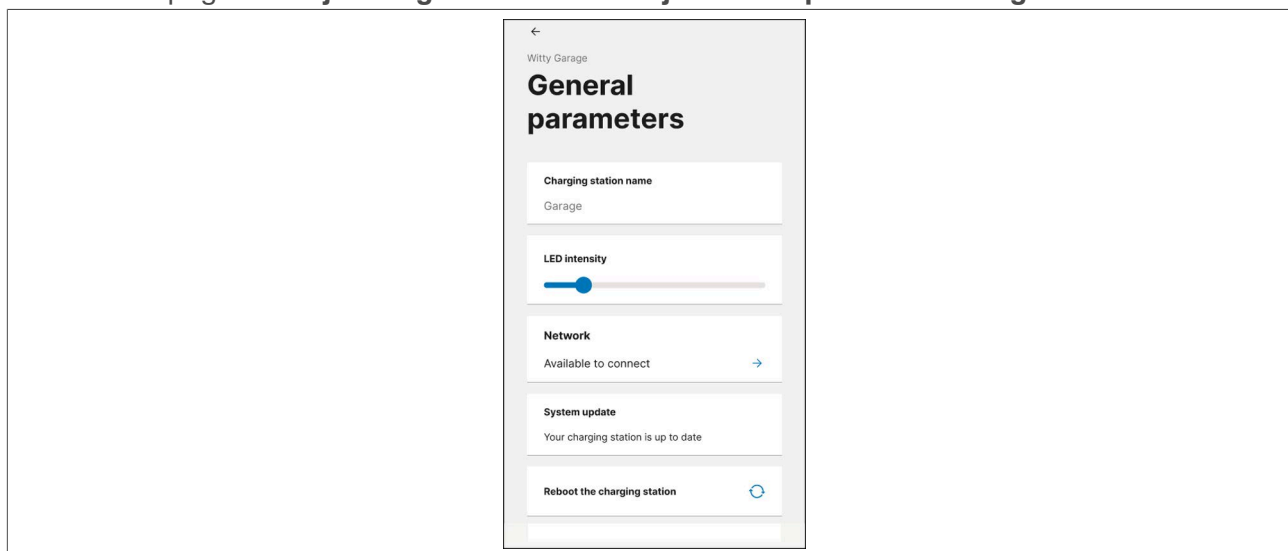 ←
Witty Garage
General
parameters
Charging station name
Garage
LED intensity
Network
Available to connect →
System update
Your charging station is up to date
Reboot the charging station